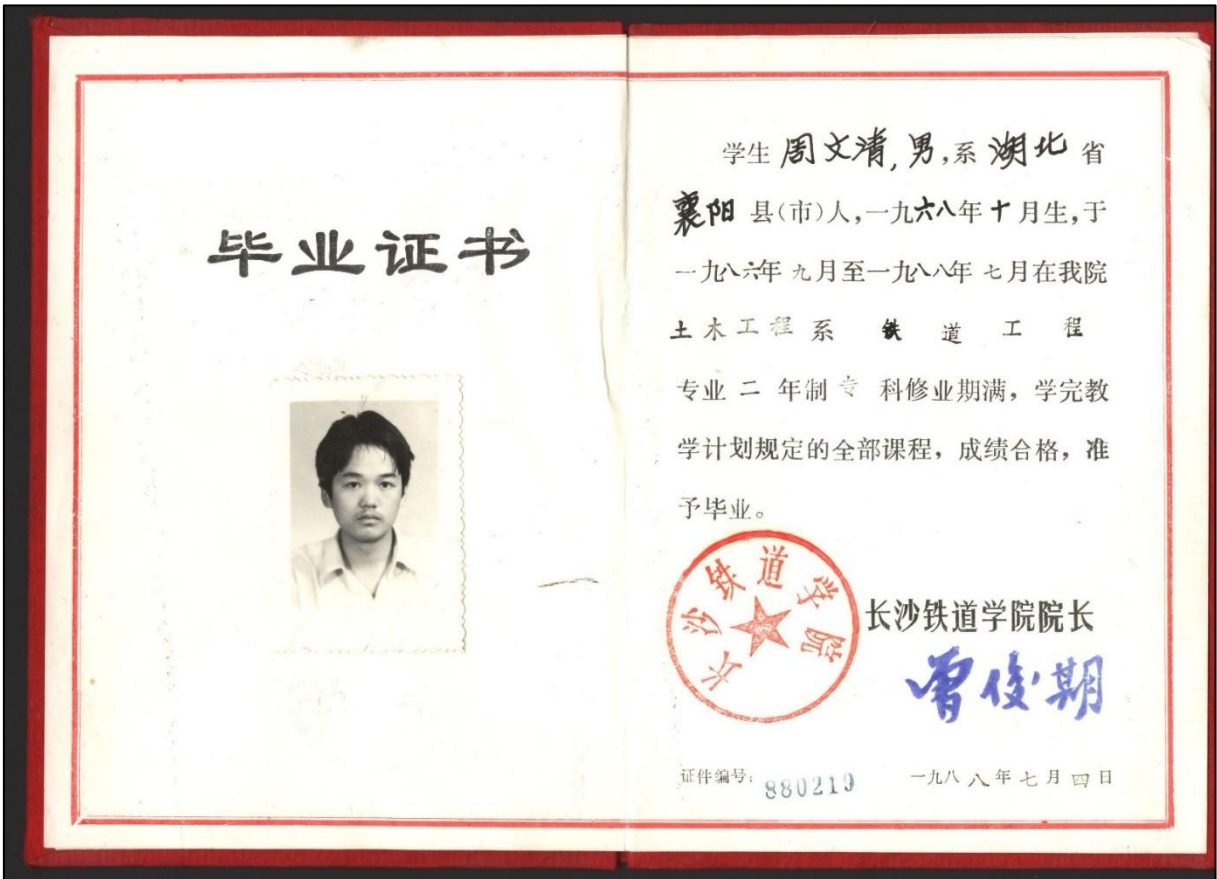 毕业证书
学生 周文清,男,系 湖北 省
襄阳 县(市)人,一九六八年十月生,于
一九八六年 九月至一九八八年 七月在我院
土木工程系 铁道工程
专业 二 年制 专 科修业期满,学完教
学计划规定的全部课程,成绩合格,准
予毕业。
长沙铁道学院
长沙铁道学院院长
曾俊期
证件编号:880219 一九八八年七月四日